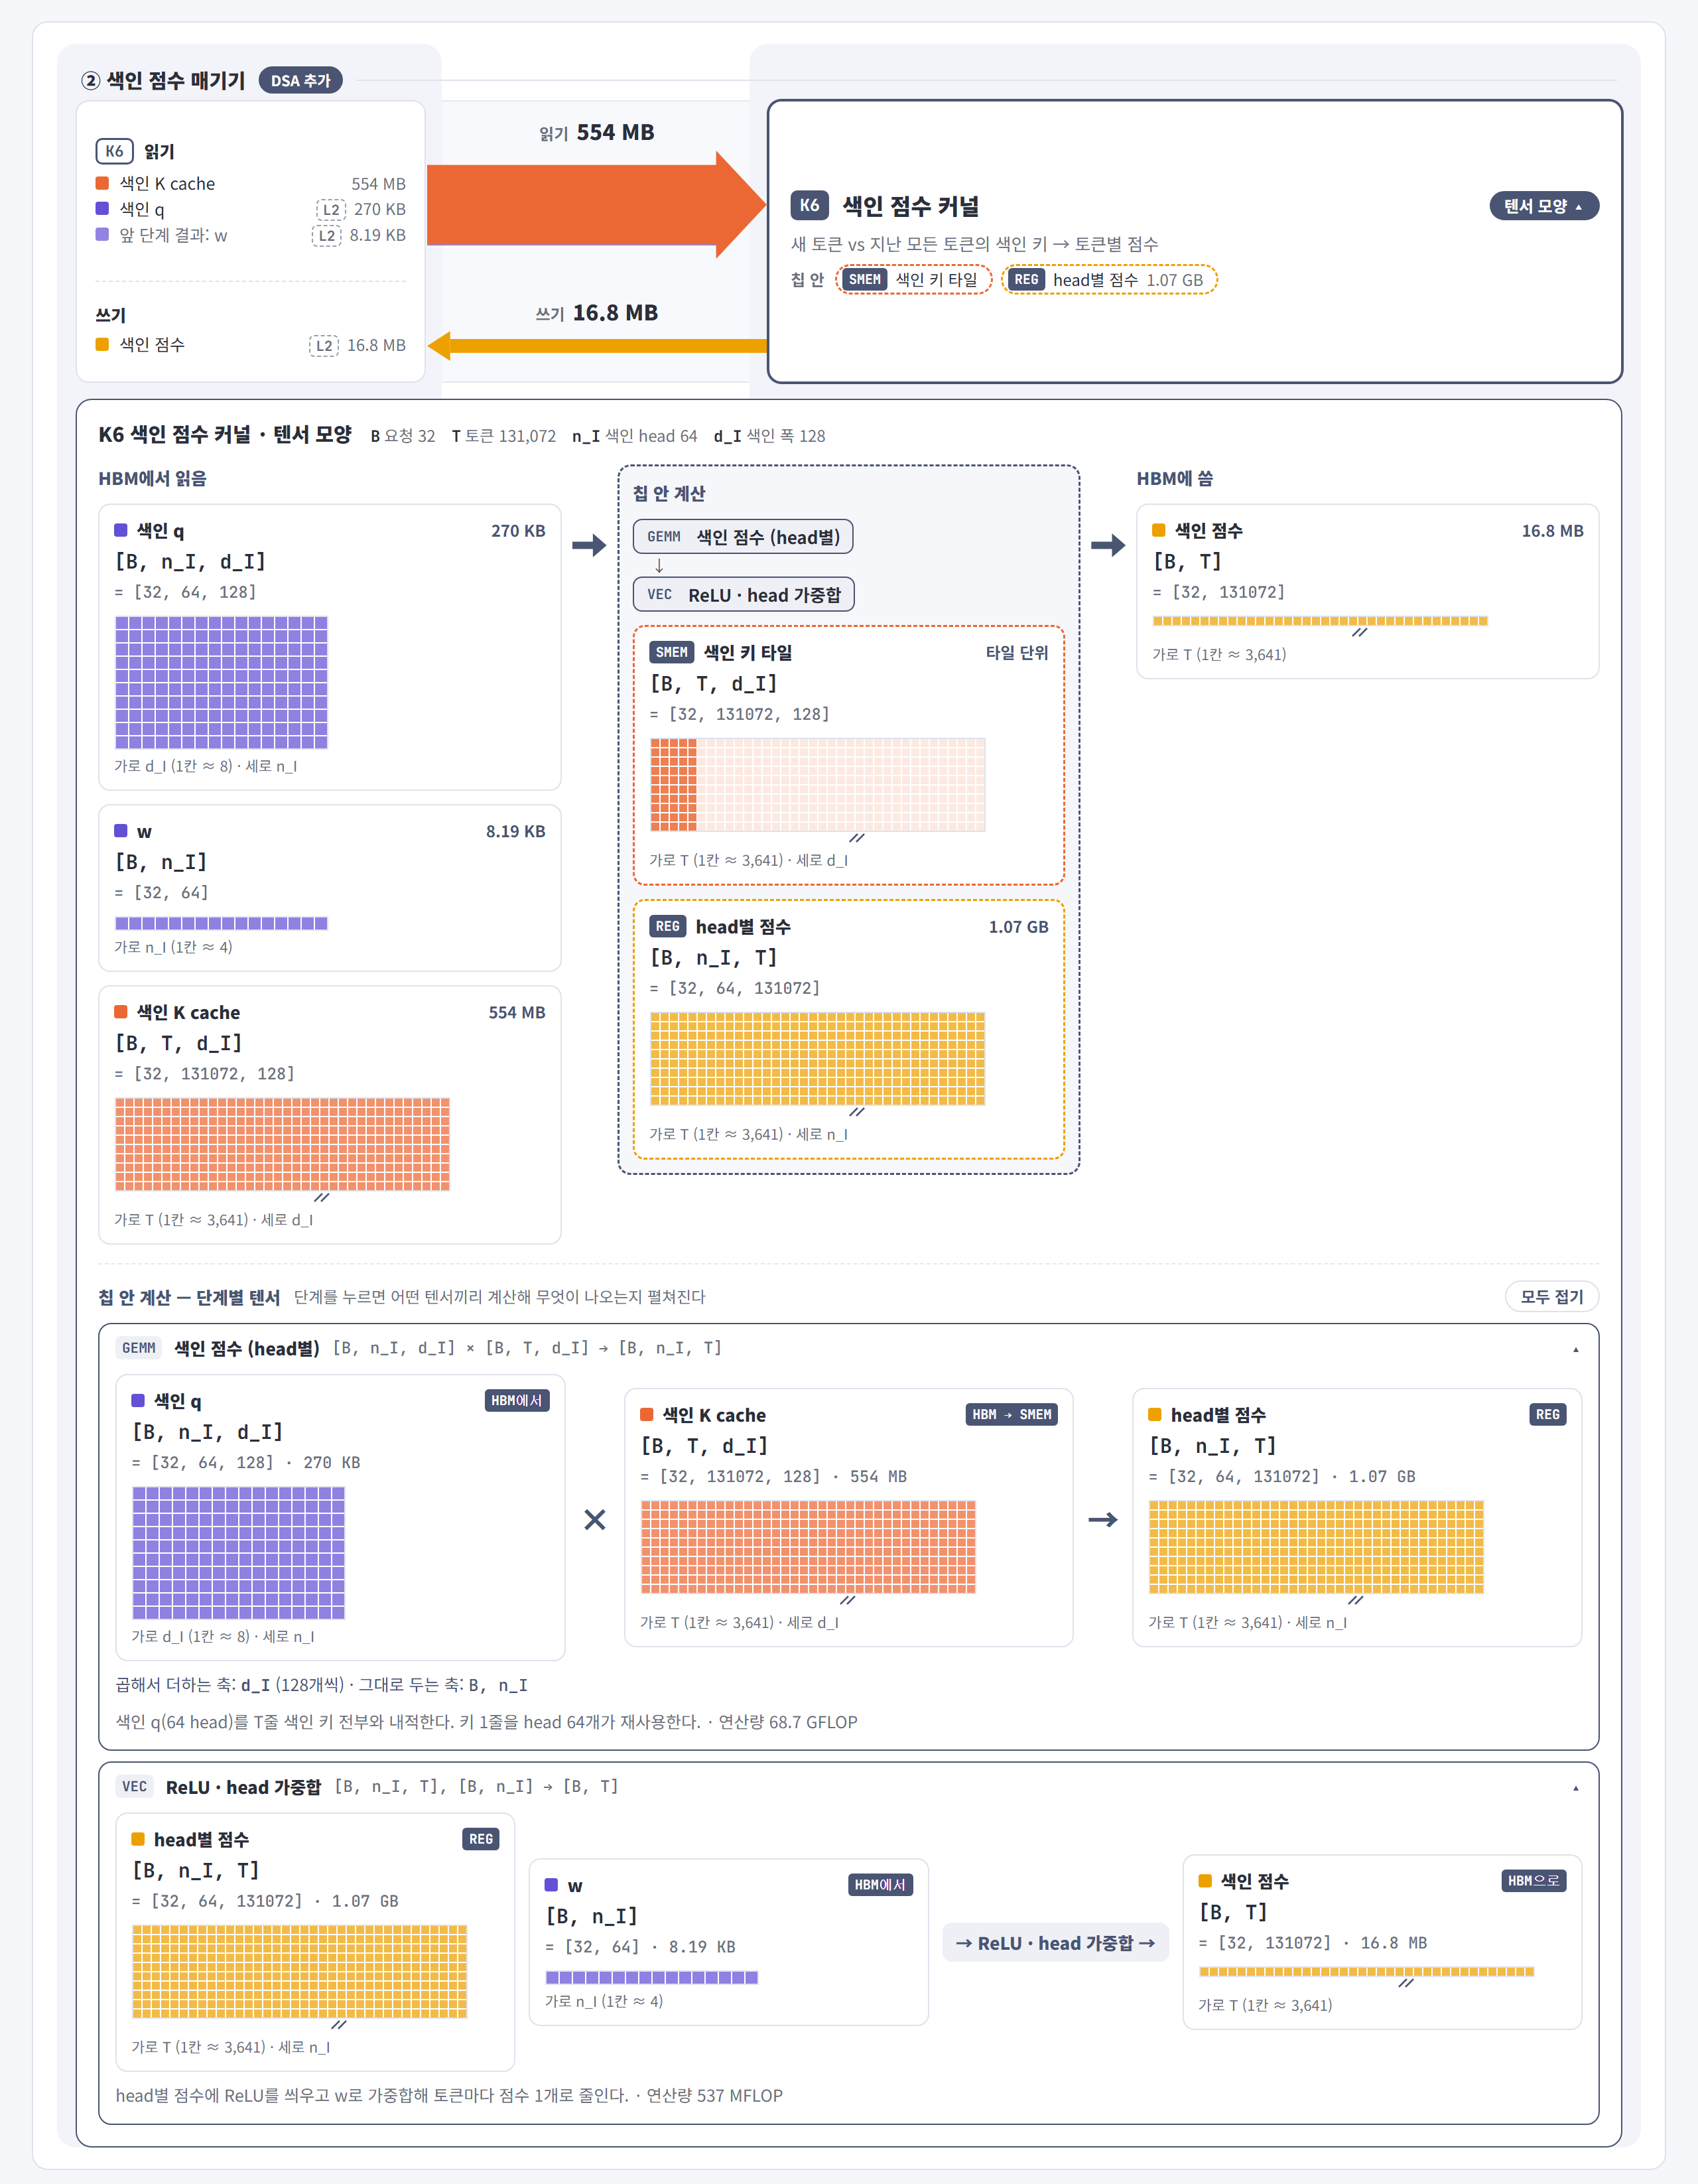 ② 색인 점수 매기기 DSA 추가
K6 읽기
색인 K cache 554 MB
색인 q L2 270 KB
앞 단계 결과: w L2 8.19 KB
쓰기
색인 점수 L2 16.8 MB
읽기 554 MB
쓰기 16.8 MB
K6 색인 점수 커널 텐서 모양 ▲
새 토큰 vs 지난 모든 토큰의 색인 키 → 토큰별 점수
칩 안 SMEM 색인 키 타일 REG head별 점수 1.07 GB
K6 색인 점수 커널 · 텐서 모양 B 요청 32 T 토큰 131,072 n_I 색인 head 64 d_I 색인 폭 128
HBM에서 읽음
색인 q 270 KB
[B, n_I, d_I]
= [32, 64, 128]
가로 d_I (1칸 ≈ 8) · 세로 n_I
w 8.19 KB
[B, n_I]
= [32, 64]
가로 n_I (1칸 ≈ 4)
색인 K cache 554 MB
[B, T, d_I]
= [32, 131072, 128]
가로 T (1칸 ≈ 3,641) · 세로 d_I
칩 안 계산
GEMM 색인 점수 (head별)
↓
VEC ReLU · head 가중합
SMEM 색인 키 타일 타일 단위
[B, T, d_I]
= [32, 131072, 128]
가로 T (1칸 ≈ 3,641) · 세로 d_I
REG head별 점수 1.07 GB
[B, n_I, T]
= [32, 64, 131072]
가로 T (1칸 ≈ 3,641) · 세로 n_I
HBM에 씀
색인 점수 16.8 MB
[B, T]
= [32, 131072]
가로 T (1칸 ≈ 3,641)
칩 안 계산 — 단계별 텐서 단계를 누르면 어떤 텐서끼리 계산해 무엇이 나오는지 펼쳐진다 모두 접기
GEMM 색인 점수 (head별) [B, n_I, d_I] × [B, T, d_I] → [B, n_I, T] ▲
색인 q HBM에서
[B, n_I, d_I]
= [32, 64, 128] · 270 KB
가로 d_I (1칸 ≈ 8) · 세로 n_I
×
색인 K cache HBM → SMEM
[B, T, d_I]
= [32, 131072, 128] · 554 MB
가로 T (1칸 ≈ 3,641) · 세로 d_I
→
head별 점수 REG
[B, n_I, T]
= [32, 64, 131072] · 1.07 GB
가로 T (1칸 ≈ 3,641) · 세로 n_I
곱해서 더하는 축: d_I (128개씩) · 그대로 두는 축: B, n_I
색인 q(64 head)를 T줄 색인 키 전부와 내적한다. 키 1줄을 head 64개가 재사용한다. · 연산량 68.7 GFLOP
VEC ReLU · head 가중합 [B, n_I, T], [B, n_I] → [B, T] ▲
head별 점수 REG
[B, n_I, T]
= [32, 64, 131072] · 1.07 GB
가로 T (1칸 ≈ 3,641) · 세로 n_I
w HBM에서
[B, n_I]
= [32, 64] · 8.19 KB
가로 n_I (1칸 ≈ 4)
→ ReLU · head 가중합 →
색인 점수 HBM으로
[B, T]
= [32, 131072] · 16.8 MB
가로 T (1칸 ≈ 3,641)
head별 점수에 ReLU를 씌우고 w로 가중합해 토큰마다 점수 1개로 줄인다. · 연산량 537 MFLOP